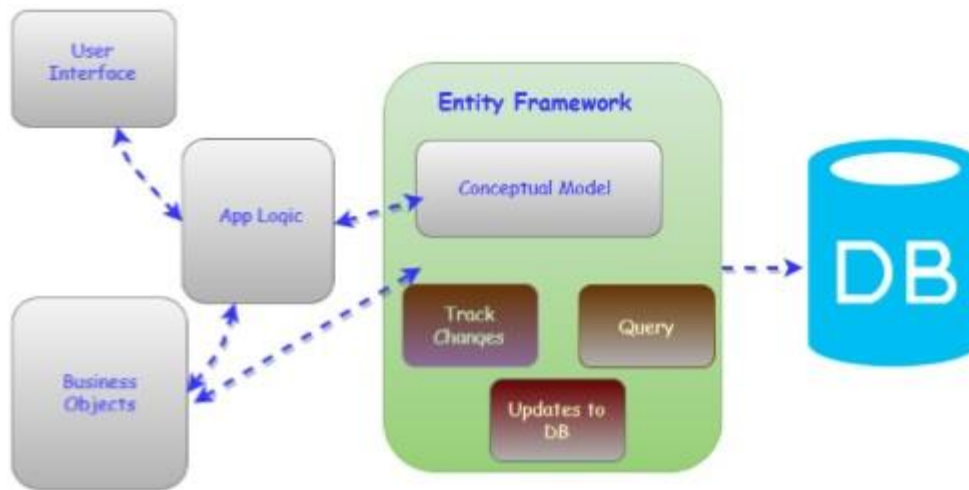 User
Interface
App Logic
Business
Objects
Entity Framework
Conceptual Model
Track
Changes
Query
Updates to
DB
DB